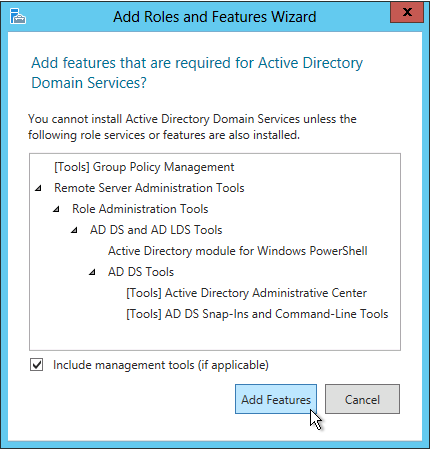 Add Roles and Features Wizard
x
Add features that are required for Active Directory
Domain Services?
You cannot install Active Directory Domain Services unless the
following role services or features are also installed.
[Tools] Group Policy Management
Remote Server Administration Tools
Role Administration Tools
AD DS and AD LDS Tools
Active Directory module for Windows PowerShell
AD DS Tools
[Tools] Active Directory Administrative Center
[Tools] AD DS Snap-Ins and Command-Line Tools
Include management tools (if applicable)
Add Features
Cancel